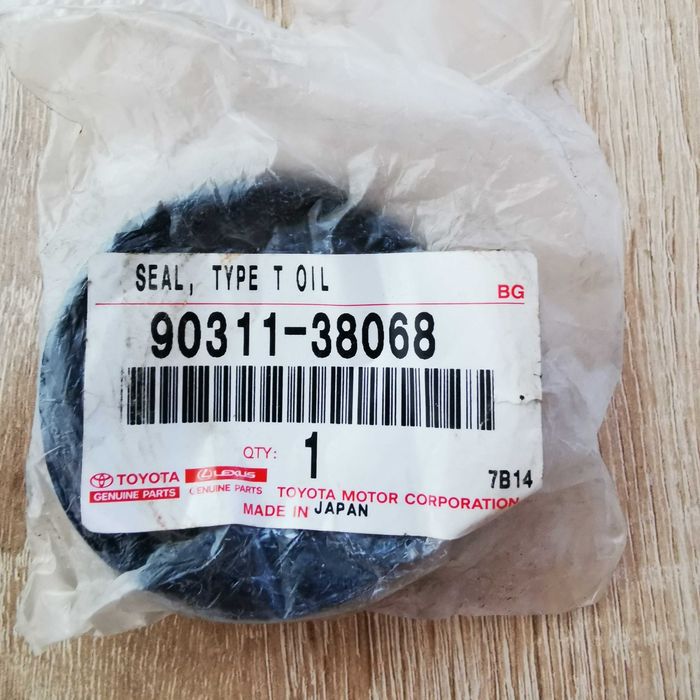 SEAL, TYPE T OIL
BG
90311-38068
QTY: 1
7B14
TOYOTA
GENUINE PARTS
LEXUS
GENUINE PARTS
TOYOTA MOTOR CORPORATION
MADE IN JAPAN